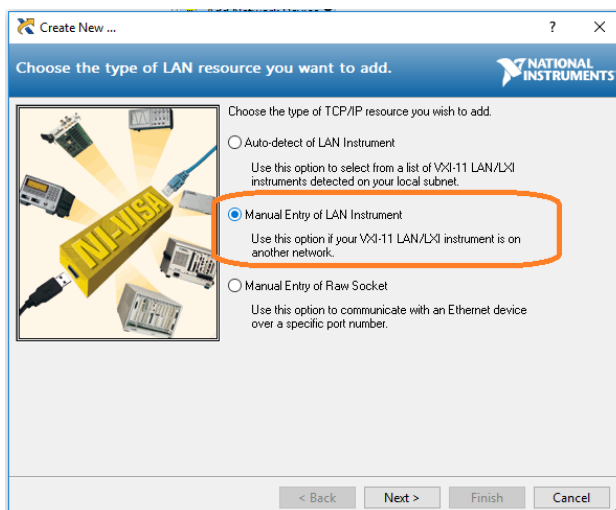 Add Network Device
Create New ...
?
Choose the type of LAN resource you want to add.
NATIONAL
INSTRUMENTS
Choose the type of TCP/IP resource you wish to add.
Auto-detect of LAN Instrument
Use this option to select from a list of VXI-11 LAN/LXI
instruments detected on your local subnet.
Manual Entry of LAN Instrument
Use this option if your VXI-11 LAN/LXI instrument is on
another network.
Manual Entry of Raw Socket
Use this option to communicate with an Ethernet device
over a specific port number.
NI-VISA
< Back
Next >
Finish
Cancel